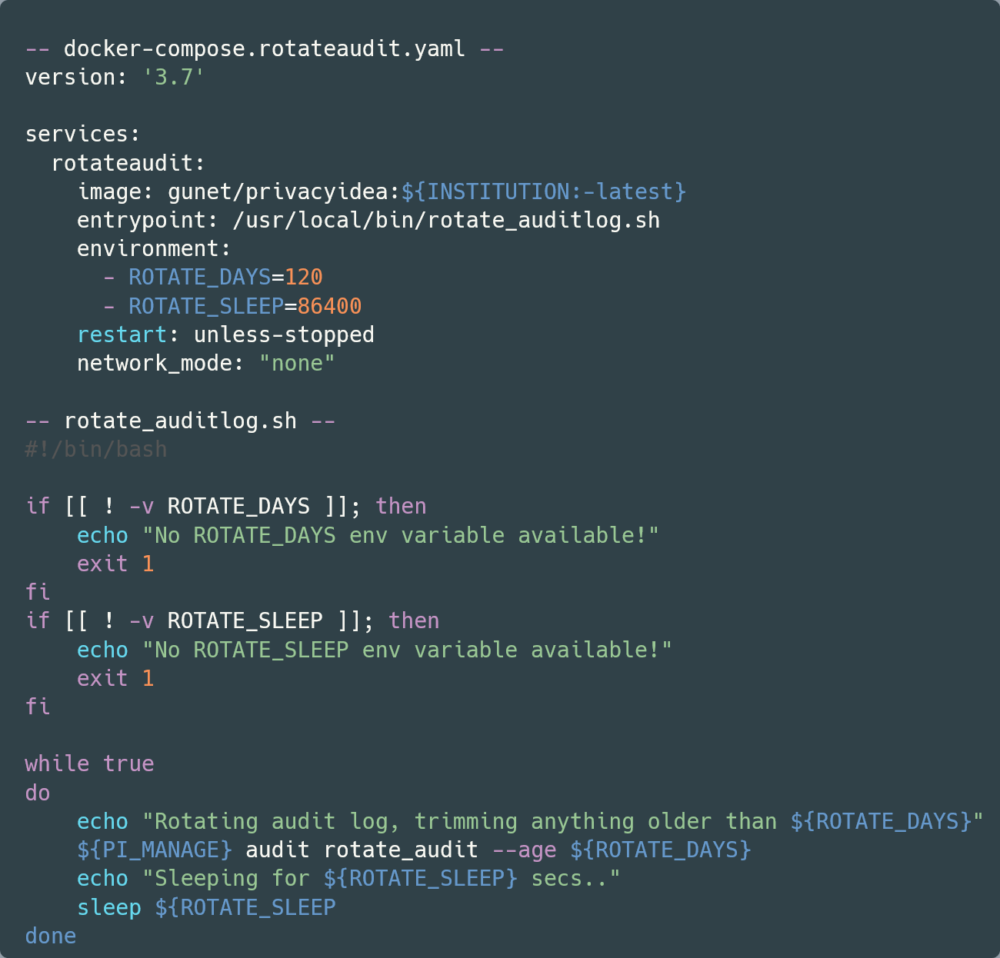 -- docker-compose.rotateaudit.yaml --
version: '3.7'

services:
  rotateaudit:
    image: gunet/privacyidea:${INSTITUTION:-latest}
    entrypoint: /usr/local/bin/rotate_auditlog.sh
    environment:
      - ROTATE_DAYS=120
      - ROTATE_SLEEP=86400
    restart: unless-stopped
    network_mode: "none"

-- rotate_auditlog.sh --
#!/bin/bash

if [[ ! -v ROTATE_DAYS ]]; then
    echo "No ROTATE_DAYS env variable available!"
    exit 1
fi
if [[ ! -v ROTATE_SLEEP ]]; then
    echo "No ROTATE_SLEEP env variable available!"
    exit 1
fi

while true
do
    echo "Rotating audit log, trimming anything older than ${ROTATE_DAYS}"
    ${PI_MANAGE} audit rotate_audit --age ${ROTATE_DAYS}
    echo "Sleeping for ${ROTATE_SLEEP} secs.."
    sleep ${ROTATE_SLEEP
done